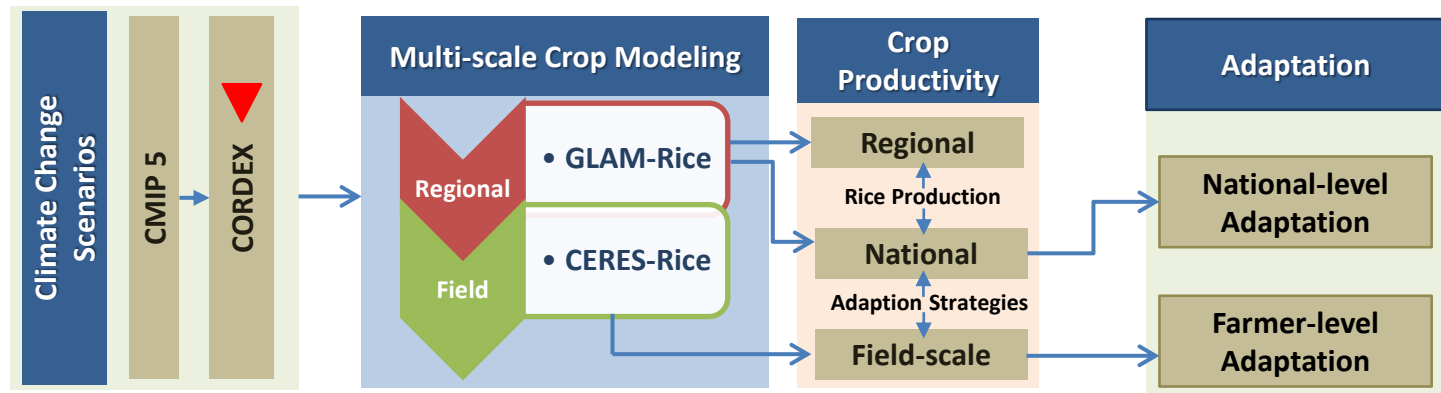 Climate Change
Scenarios
CMIP 5
CORDEX
Multi-scale Crop Modeling
Regional
• GLAM-Rice
Field
• CERES-Rice
Crop
Productivity
Regional
Rice Production
National
Adaption Strategies
Field-scale
Adaptation
National-level
Adaptation
Farmer-level
Adaptation